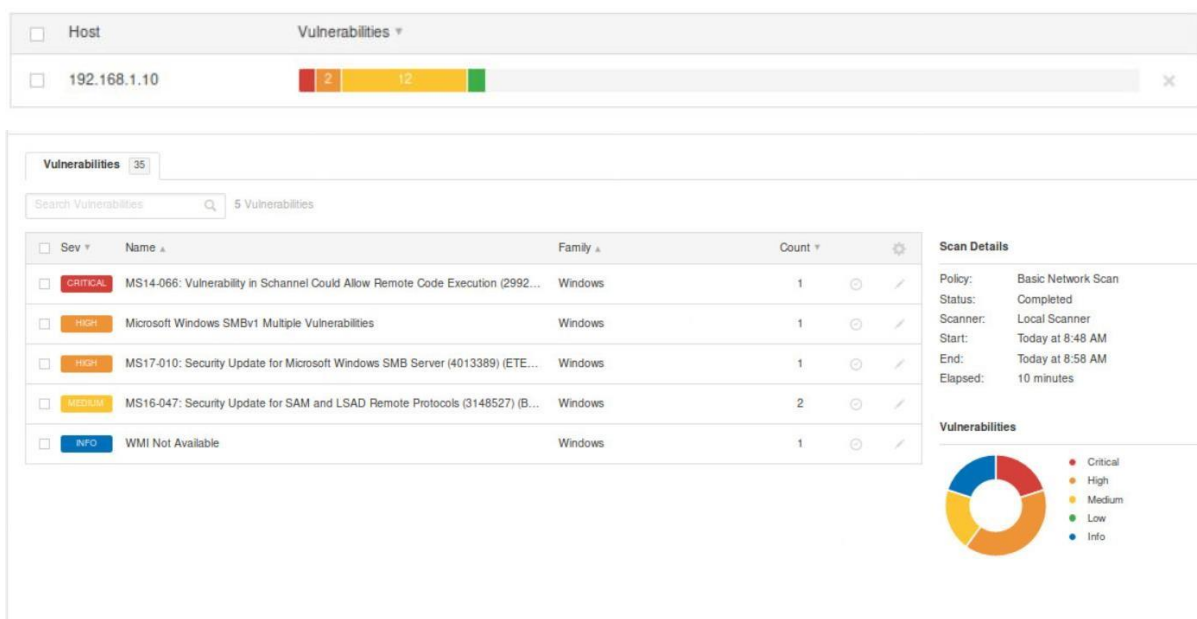 Host Vulnerabilities
192.168.1.10 2 12
Vulnerabilities 35
Search Vulnerabilities 5 Vulnerabilities
Sev Name Family Count
CRITICAL MS14-066: Vulnerability in Schannel Could Allow Remote Code Execution (2992... Windows 1
HIGH Microsoft Windows SMBv1 Multiple Vulnerabilities Windows 1
HIGH MS17-010: Security Update for Microsoft Windows SMB Server (4013389) (ETE... Windows 1
MEDIUM MS16-047: Security Update for SAM and LSAD Remote Protocols (3148527) (B... Windows 2
INFO WMI Not Available Windows 1
Scan Details
Policy: Basic Network Scan
Status: Completed
Scanner: Local Scanner
Start: Today at 8:48 AM
End: Today at 8:58 AM
Elapsed: 10 minutes
Vulnerabilities
Critical
High
Medium
Low
Info